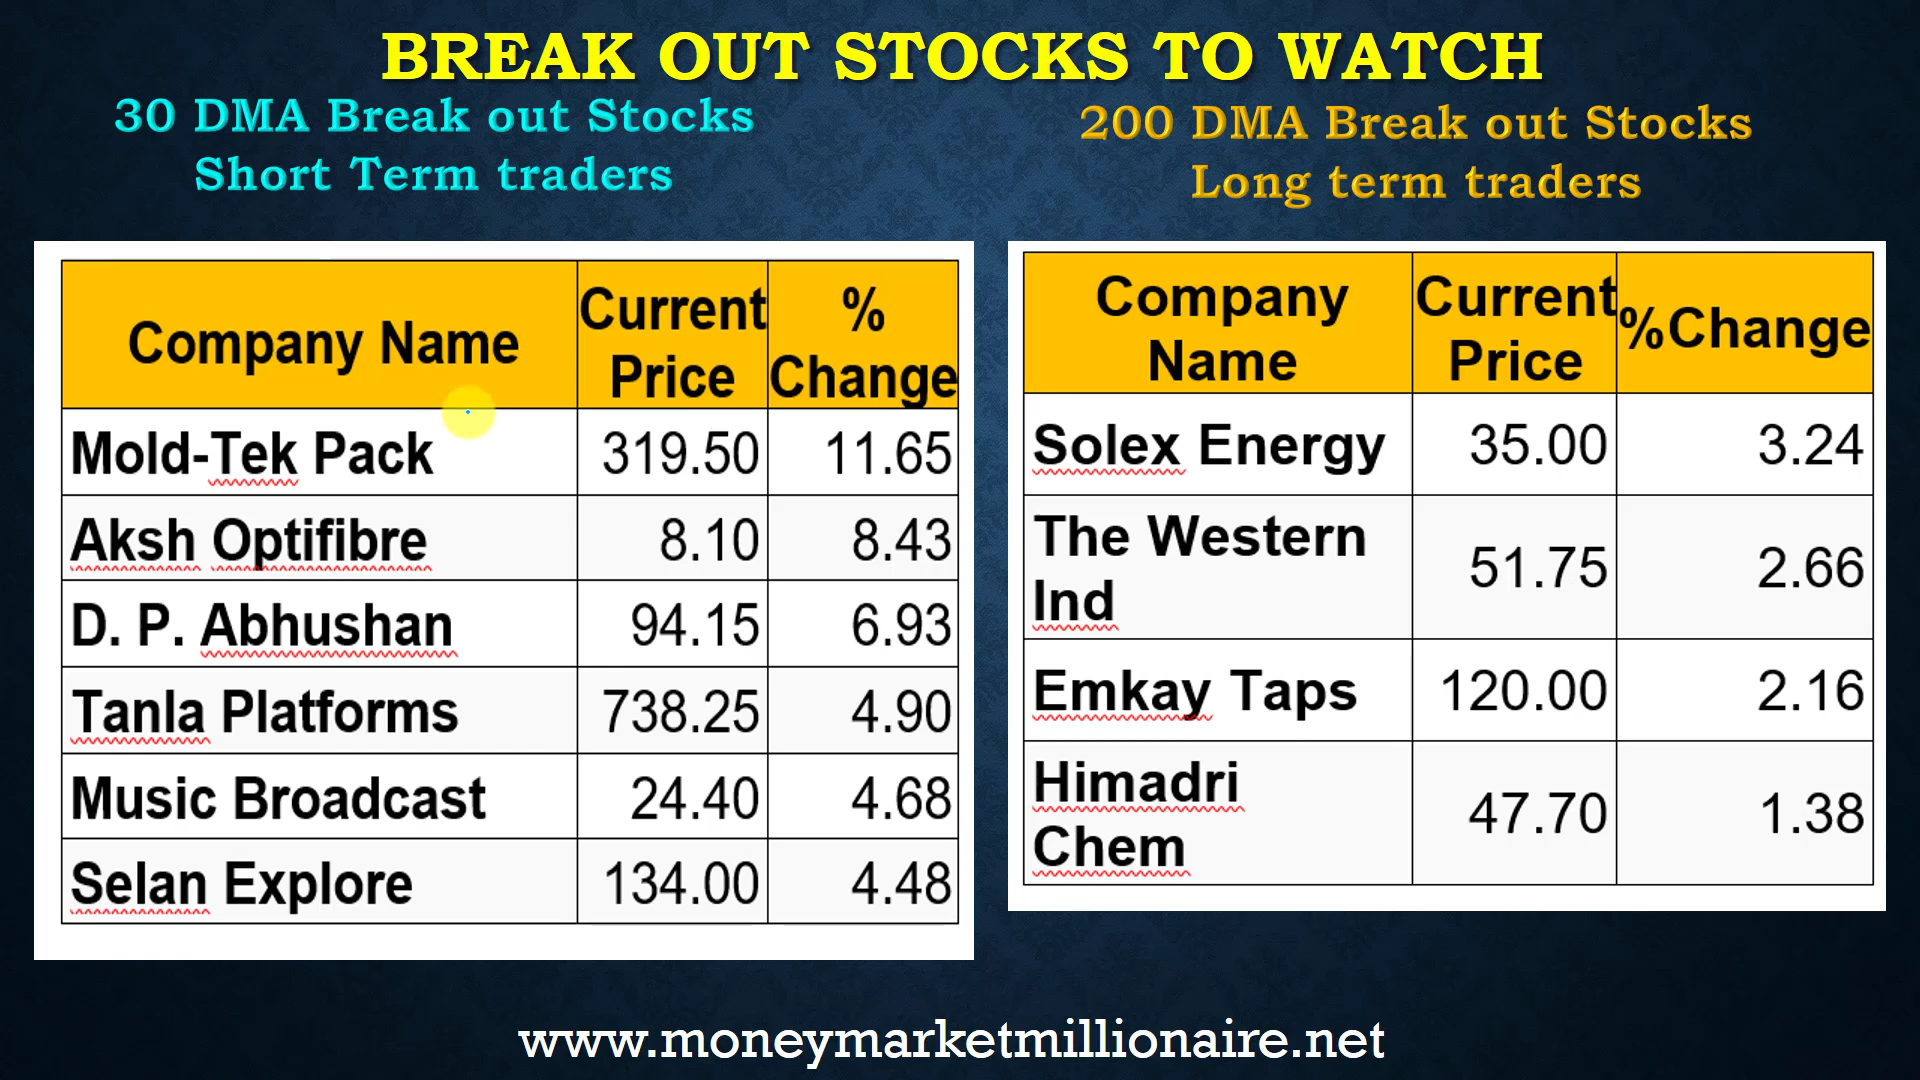 BREAK OUT STOCKS TO WATCH
30 DMA Break out Stocks
Short Term traders
200 DMA Break out Stocks
Long term traders
Company Name Current Price % Change
Mold-Tek Pack 319.50 11.65
Aksh Optifibre 8.10 8.43
D. P. Abhushan 94.15 6.93
Tanla Platforms 738.25 4.90
Music Broadcast 24.40 4.68
Selan Explore 134.00 4.48
Company Name Current Price %Change
Solex Energy 35.00 3.24
The Western Ind 51.75 2.66
Emkay Taps 120.00 2.16
Himadri Chem 47.70 1.38
www.moneymarketmillionaire.net